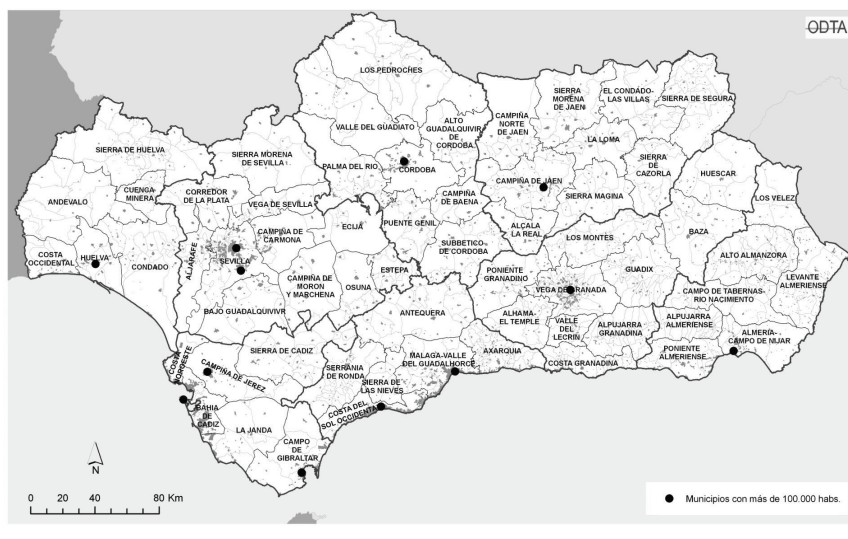 ODTA
LOS PEDROCHES
SIERRA
MORENA
DE JAEN
EL CONDADO-
LAS VILLAS
SIERRA DE SEGURA
CAMPIÑA
NORTE
DE JAEN
VALLE DEL GUADIATO
ALTO
GUADALQUIVIR
DE
CORDOBA
LA LOMA
SIERRA DE HUELVA
SIERRA MORENA
DE SEVILLA
PALMA DEL RIO
CORDOBA
SIERRA
DE
CAZORLA
HUESCAR
CAMPIÑA DE JAEN
SIERRA MAGINA
ANDEVALO
CUENCA
MINERA
CORREDOR
DE LA PLATA
VEGA DE SEVILLA
CAMPIÑA
DE BAENA
LOS VELEZ
PUENTE GENIL
ECIJA
ALCALA
LA REAL
CAMPIÑA DE
CARMONA
LOS MONTES
BAZA
SUBBETICO
DE CORDOBA
COSTA
OCCIDENTAL
HUELVA
CONDADO
ALJARAFE
SEVILLA
ESTEPA
PONIENTE
GRANADINO
GUADIX
ALTO ALMANZORA
CAMPIÑA DE
MORON
Y MARCHENA
OSUNA
VEGA DE GRANADA
CAMPO DE TABERNAS-
RIO NACIMIENTO
LEVANTE
ALMERIENSE
BAJO GUADALQUIVIVR
ANTEQUERA
ALHAMA-
EL TEMPLE
VALLE
DEL
LECRIN
ALPUJARRA
GRANADINA
ALPUJARRA
ALMERIENSE
ALMERÍA-
CAMPO DE NIJAR
COSTA
NOROESTE
SIERRA DE CADIZ
MALAGA-VALLE
DEL GUADALHORCE
AXARQUIA
COSTA GRANADINA
PONIENTE
ALMERIENSE
CAMPIÑA DE JEREZ
SERRANIA
DE RONDA
SIERRA DE
LAS NIEVES
BAHIA
DE
CADIZ
LA JANDA
COSTA DEL
SOL OCCIDENTAL
CAMPO
DE
GIBRALTAR
N
0 20 40 80 Km
Municipios con más de 100.000 habs.